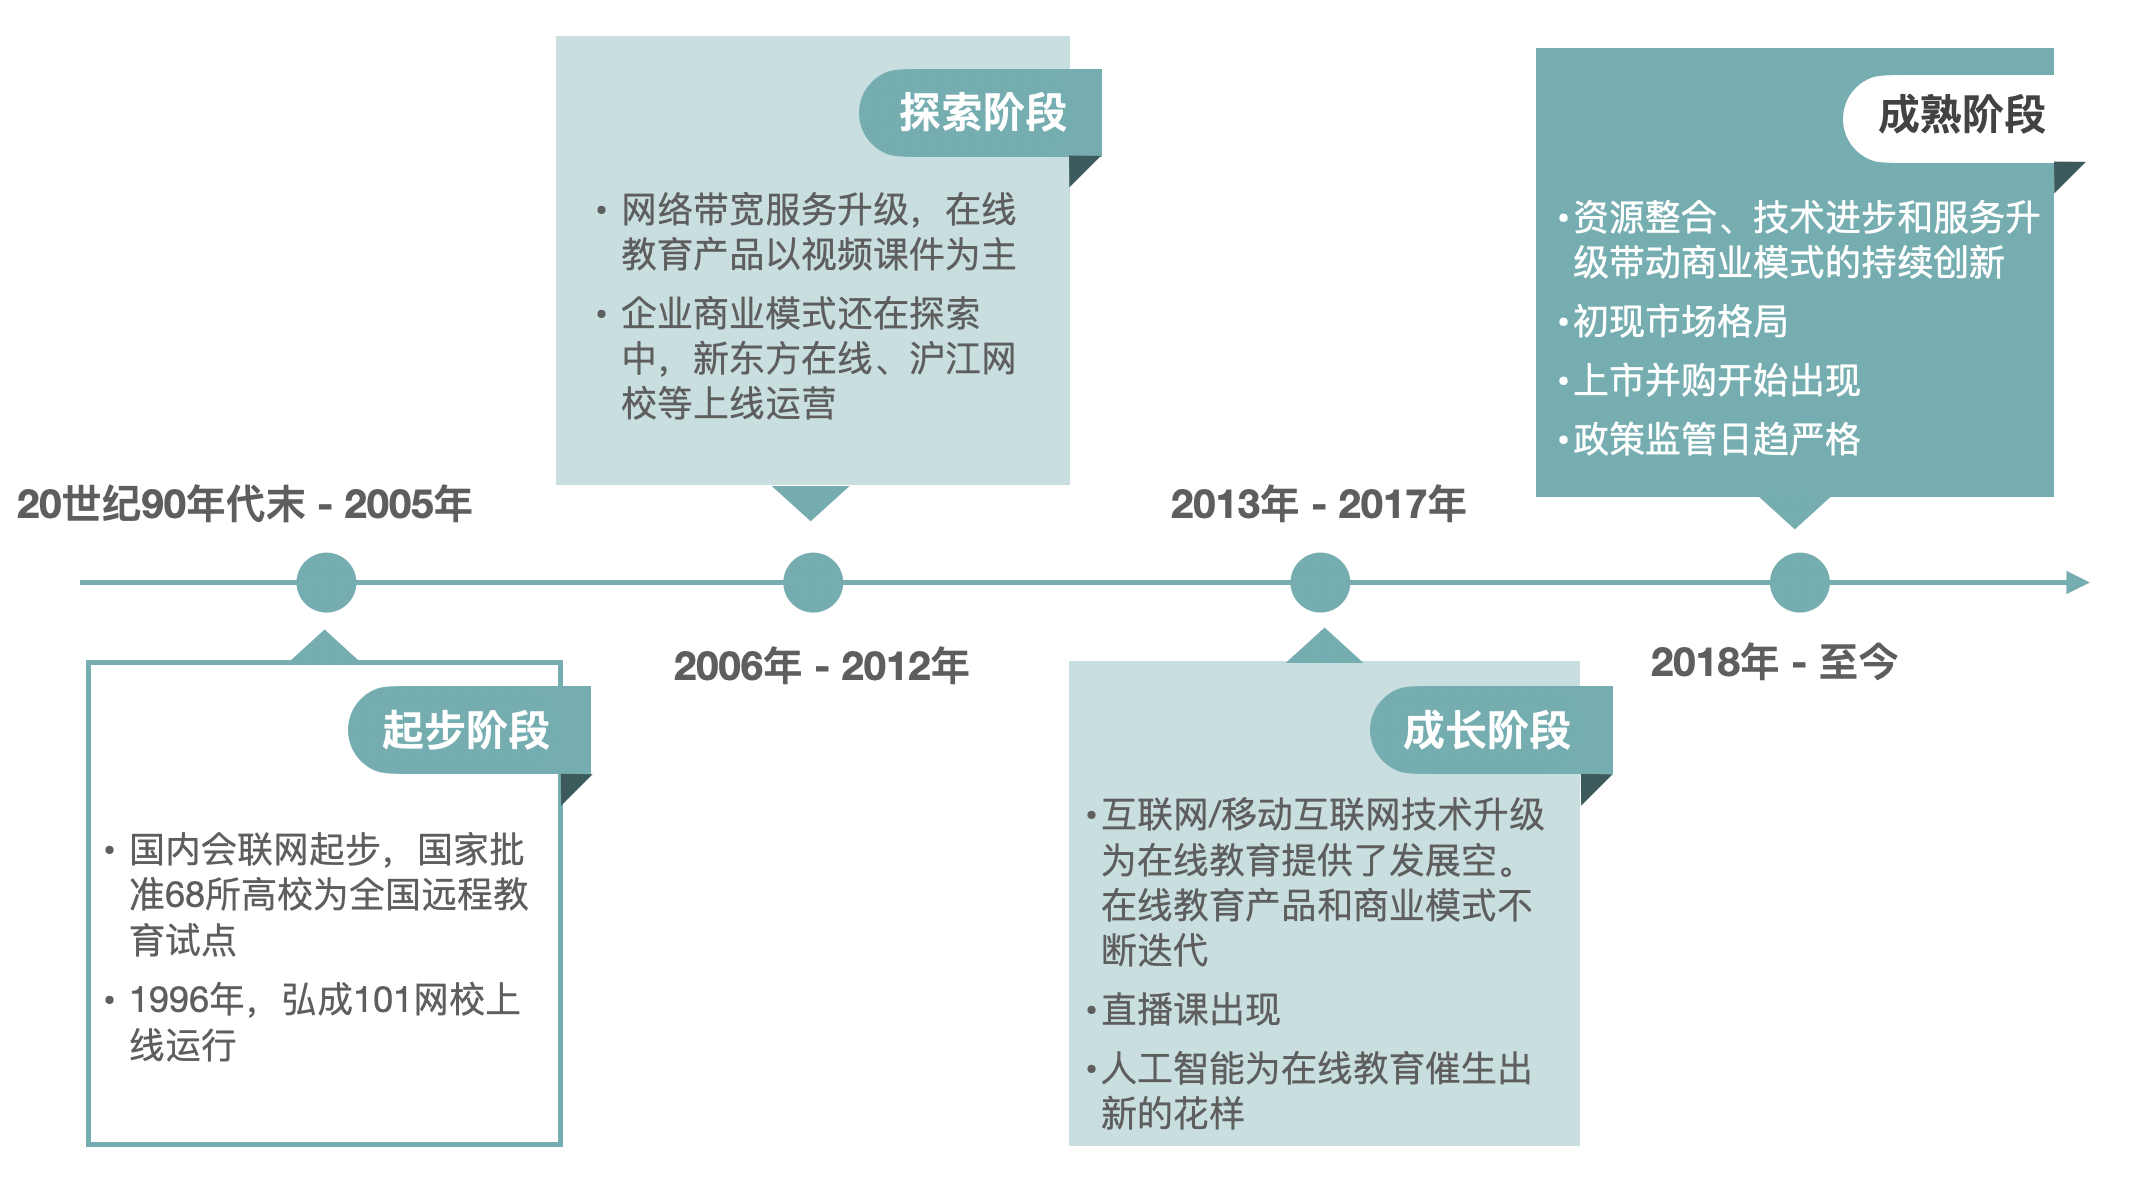 20世纪90年代末 - 2005年
起步阶段
• 国内会联网起步，国家批
准68所高校为全国远程教
育试点
• 1996年，弘成101网校上
线运行
探索阶段
• 网络带宽服务升级，在线
教育产品以视频课件为主
• 企业商业模式还在探索
中，新东方在线、沪江网
校等上线运营
2006年 - 2012年
2013年 - 2017年
成长阶段
•互联网/移动互联网技术升级
为在线教育提供了发展空。
在线教育产品和商业模式不
断迭代
•直播课出现
•人工智能为在线教育催生出
新的花样
成熟阶段
•资源整合、技术进步和服务升
级带动商业模式的持续创新
•初现市场格局
•上市并购开始出现
•政策监管日趋严格
2018年 - 至今